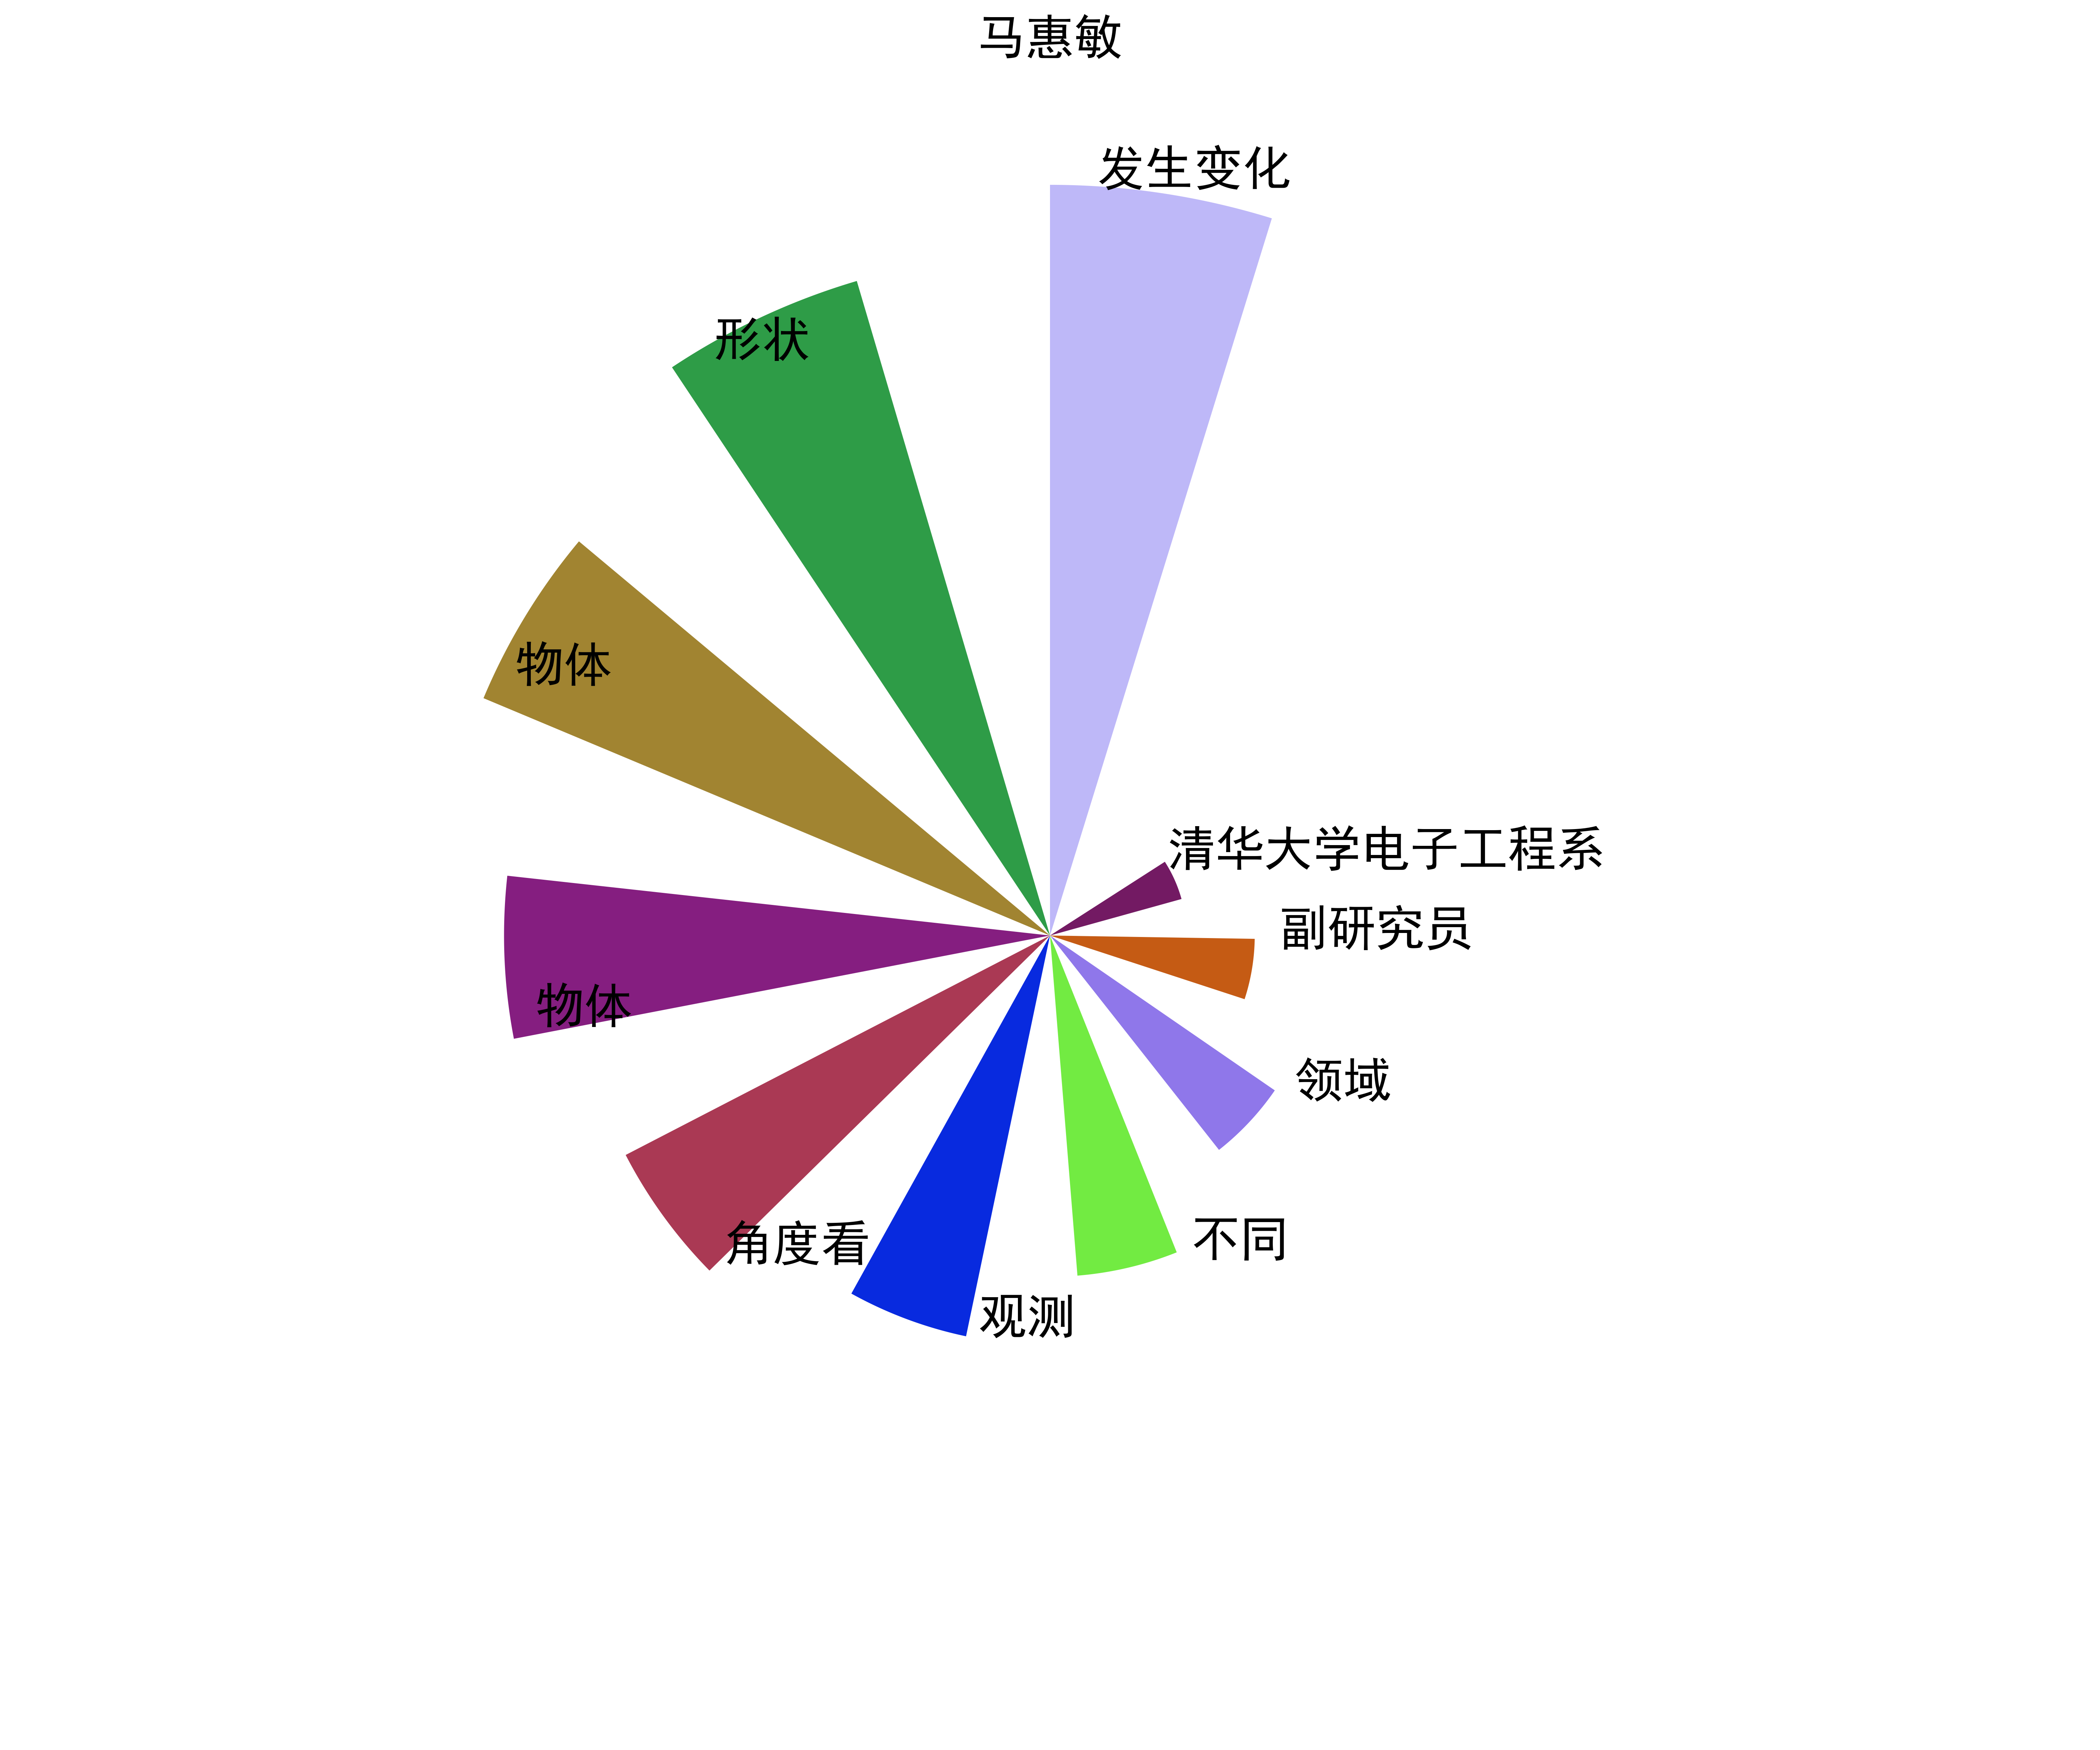 马惠敏
发生变化
形状
物体
清华大学电子工程系
副研究员
物体
领域
角度看
不同
观测